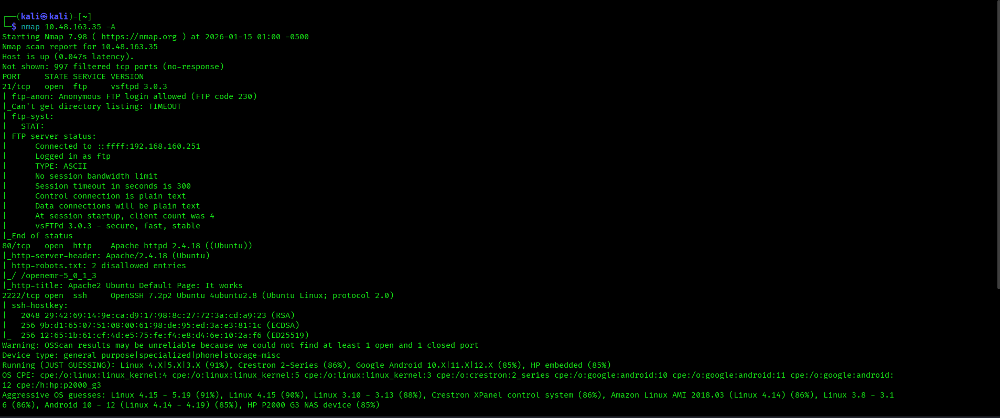 ┌──(kali㉿kali)-[~]
└─$ nmap 10.48.163.35 -A
Starting Nmap 7.98 ( https://nmap.org ) at 2026-01-15 01:00 -0500
Nmap scan report for 10.48.163.35
Host is up (0.047s latency).
Not shown: 997 filtered tcp ports (no-response)
PORT     STATE SERVICE VERSION
21/tcp   open  ftp     vsftpd 3.0.3
| ftp-anon: Anonymous FTP login allowed (FTP code 230)
|_Can't get directory listing: TIMEOUT
| ftp-syst:
|   STAT:
| FTP server status:
|      Connected to ::ffff:192.168.160.251
|      Logged in as ftp
|      TYPE: ASCII
|      No session bandwidth limit
|      Session timeout in seconds is 300
|      Control connection is plain text
|      Data connections will be plain text
|      At session startup, client count was 4
|      vsFTPd 3.0.3 - secure, fast, stable
|_End of status
80/tcp   open  http    Apache httpd 2.4.18 ((Ubuntu))
|_http-server-header: Apache/2.4.18 (Ubuntu)
| http-robots.txt: 2 disallowed entries
|_/ /openemr-5_0_1_3
|_http-title: Apache2 Ubuntu Default Page: It works
2222/tcp open  ssh     OpenSSH 7.2p2 Ubuntu 4ubuntu2.8 (Ubuntu Linux; protocol 2.0)
| ssh-hostkey:
|   2048 29:42:69:14:9e:ca:d9:17:98:8c:27:72:3a:cd:a9:23 (RSA)
|   256 9b:d1:65:07:51:08:00:61:98:de:95:ed:3a:e3:81:1c (ECDSA)
|_  256 12:65:1b:61:cf:4d:e5:75:fe:f4:e8:d4:6e:10:2a:f6 (ED25519)
Warning: OSScan results may be unreliable because we could not find at least 1 open and 1 closed port
Device type: general purpose|specialized|phone|storage-misc
Running (JUST GUESSING): Linux 4.X|5.X|3.X (91%), Crestron 2-Series (86%), Google Android 10.X|11.X|12.X (85%), HP embedded (85%)
OS CPE: cpe:/o:linux:linux_kernel:4 cpe:/o:linux:linux_kernel:5 cpe:/o:linux:linux_kernel:3 cpe:/o:crestron:2_series cpe:/o:google:android:10 cpe:/o:google:android:11 cpe:/o:google:android:
12 cpe:/h:hp:p2000_g3
Aggressive OS guesses: Linux 4.15 - 5.19 (91%), Linux 4.15 (90%), Linux 3.10 - 3.13 (88%), Crestron XPanel control system (86%), Amazon Linux AMI 2018.03 (Linux 4.14) (86%), Linux 3.8 - 3.1
6 (86%), Android 10 - 12 (Linux 4.14 - 4.19) (85%), HP P2000 G3 NAS device (85%)